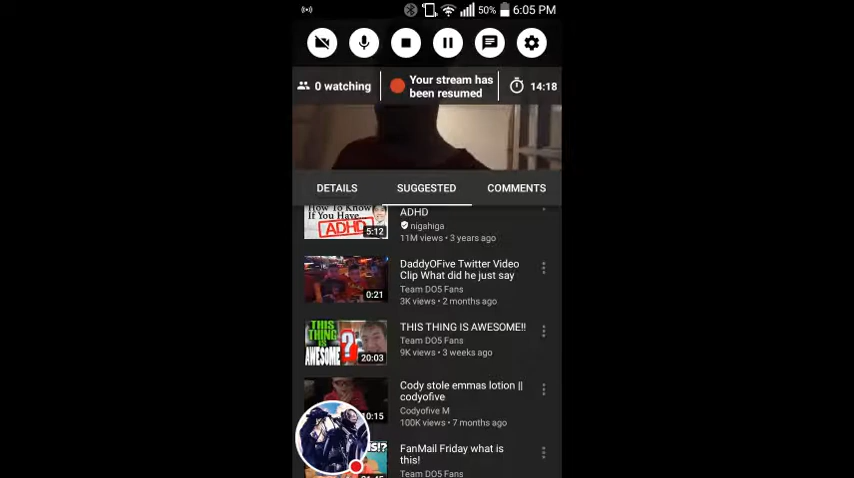 50% 6:05 PM
0 watching
Your stream has
been resumed
14:18
DETAILS SUGGESTED COMMENTS
How To Know
If You Have...
ADHD
5:12
ADHD
nigahiga
11M views • 3 years ago
0:21
DaddyOFive Twitter Video
Clip What did he just say
Team DO5 Fans
3K views • 2 months ago
THIS
THING
IS
AWESOME
?
20:03
THIS THING IS AWESOME!!
Team DO5 Fans
9K views • 3 weeks ago
10:15
Cody stole emmas lotion ||
codyofive
Codyofive M
100K views • 7 months ago
FanMail Friday what is
this!
Team DO5 Fans